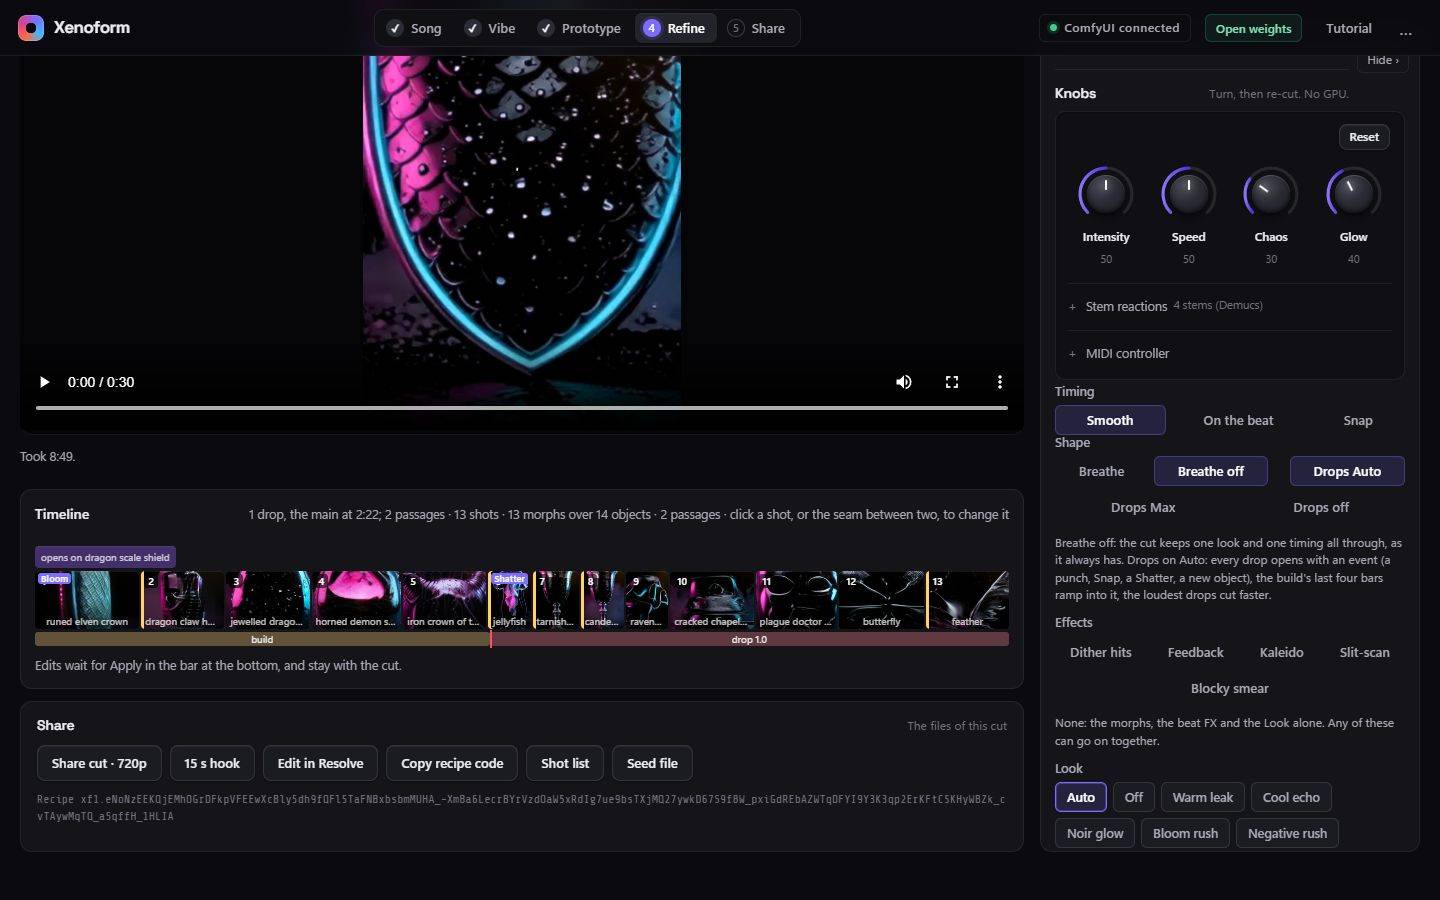 Xenoform
Song
Vibe
Prototype
4 Refine
5 Share
ComfyUI connected
Open weights
Tutorial
...
Hide ›
Knobs
Turn, then re-cut. No GPU.
Reset
Intensity
Speed
Chaos
Glow
50
50
30
40
+ Stem reactions 4 stems (Demucs)
+ MIDI controller
Timing
Smooth
On the beat
Snap
Shape
Breathe
Breathe off
Drops Auto
Drops Max
Drops off
Breathe off: the cut keeps one look and one timing all through, as
it always has. Drops on Auto: every drop opens with an event (a
punch, Snap, a Shatter, a new object), the build's last four bars
ramp into it, the loudest drops cut faster.
Effects
Dither hits
Feedback
Kaleido
Slit-scan
Blocky smear
None: the morphs, the beat FX and the Look alone. Any of these
can go on together.
Look
Auto
Off
Warm leak
Cool echo
Noir glow
Bloom rush
Negative rush
0:00 / 0:30
Took 8:49.
Timeline
1 drop, the main at 2:22; 2 passages · 13 shots · 13 morphs over 14 objects · 2 passages · click a shot, or the seam between two, to change it
opens on dragon scale shield
Bloom
2
3
4
5
Shatter
7
8
9
10
11
12
13
runed elven crown
dragon claw h...
jewelled drago...
horned demon s...
iron crown of t...
jellyfish
tarnish...
cande...
raven...
cracked chapel...
plague doctor ...
butterfly
feather
build
drop 1.0
Edits wait for Apply in the bar at the bottom, and stay with the cut.
Share
The files of this cut
Share cut · 720p
15 s hook
Edit in Resolve
Copy recipe code
Shot list
Seed file